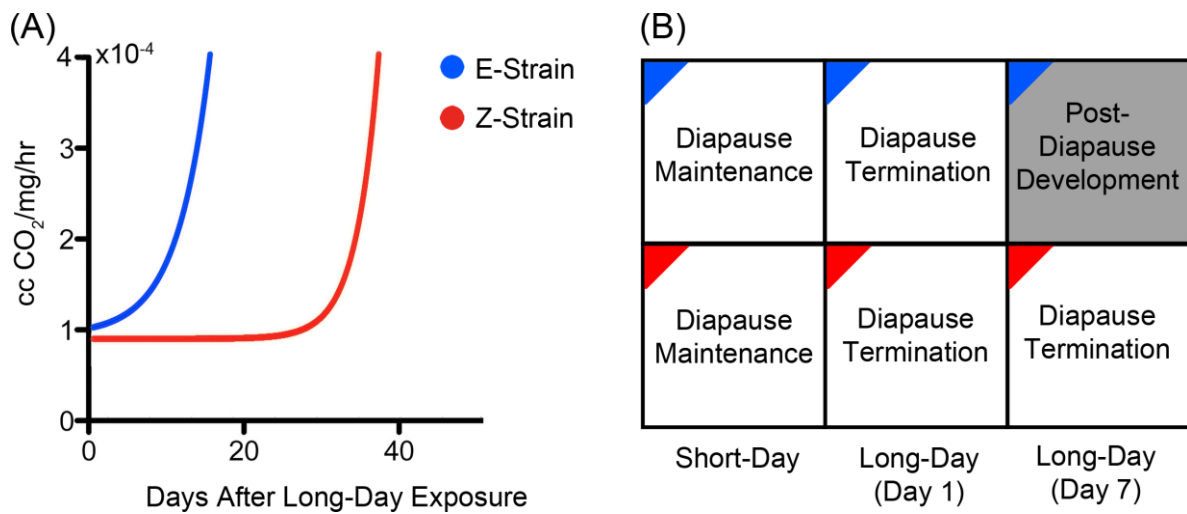 (A)
x10-4
4
3
2
1
0
cc CO2/mg/hr
0
20
40
Days After Long-Day Exposure
E-Strain
Z-Strain
(B)
Diapause
Maintenance
Diapause
Termination
Post-
Diapause
Development
Diapause
Maintenance
Diapause
Termination
Diapause
Termination
Short-Day
Long-Day
(Day 1)
Long-Day
(Day 7)